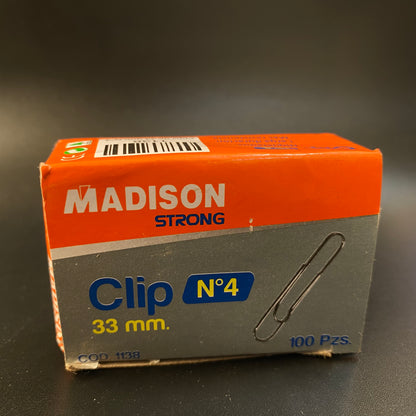 MADISON
STRONG
Clip N°4
33 mm.
100 Pzs.
COD. 1138